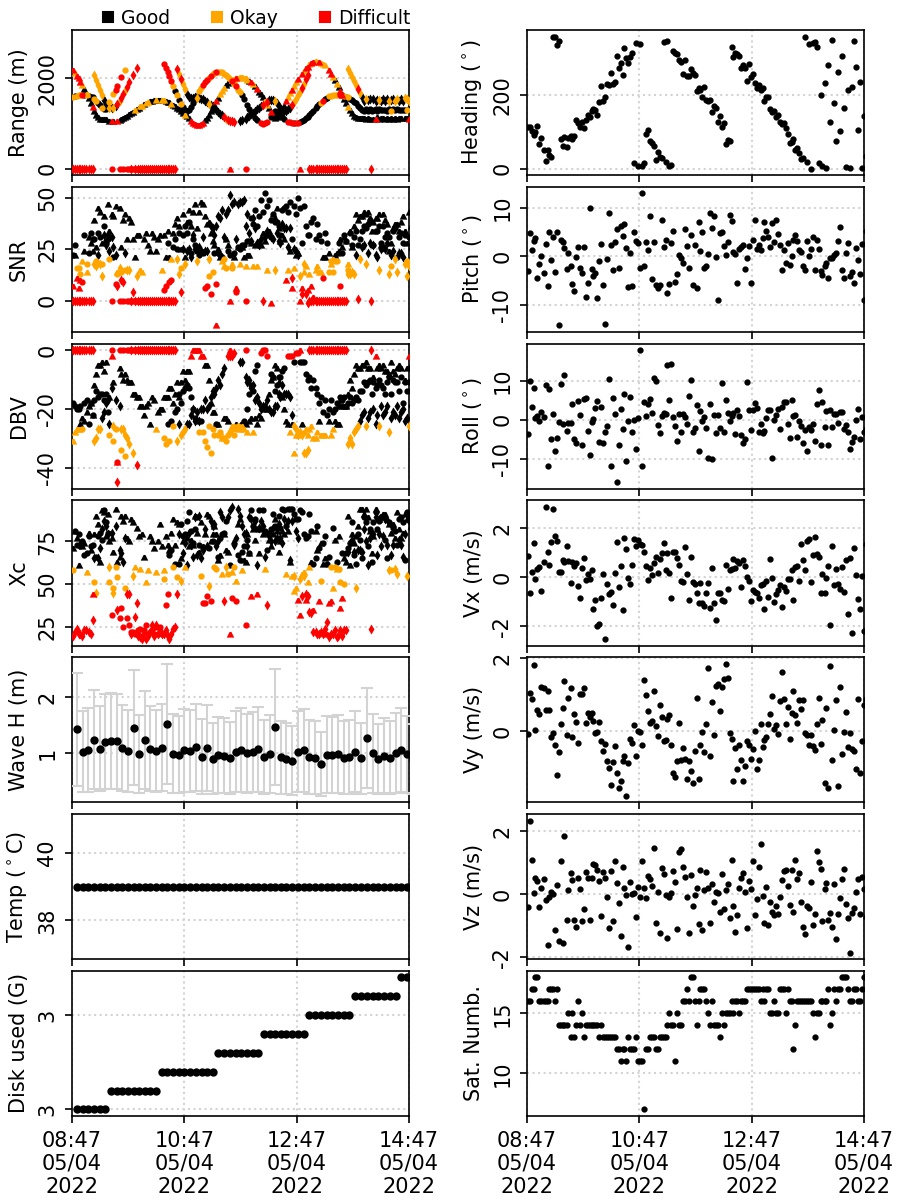 Good Okay Difficult
Range (m)
2000
0
Heading (°)
200
0
SNR
50
25
0
Pitch (°)
10
0
-10
DBV
0
-20
-40
Roll (°)
10
0
-10
Xc
75
50
25
Vx (m/s)
2
0
-2
Wave H (m)
2
1
Vy (m/s)
2
0
Temp (°C)
40
38
Vz (m/s)
2
0
-2
Disk used (G)
3
3
Sat. Numb.
15
10
08:47 10:47 12:47 14:47 08:47 10:47 12:47 14:47
05/04 05/04 05/04 05/04 05/04 05/04 05/04 05/04
2022 2022 2022 2022 2022 2022 2022 2022